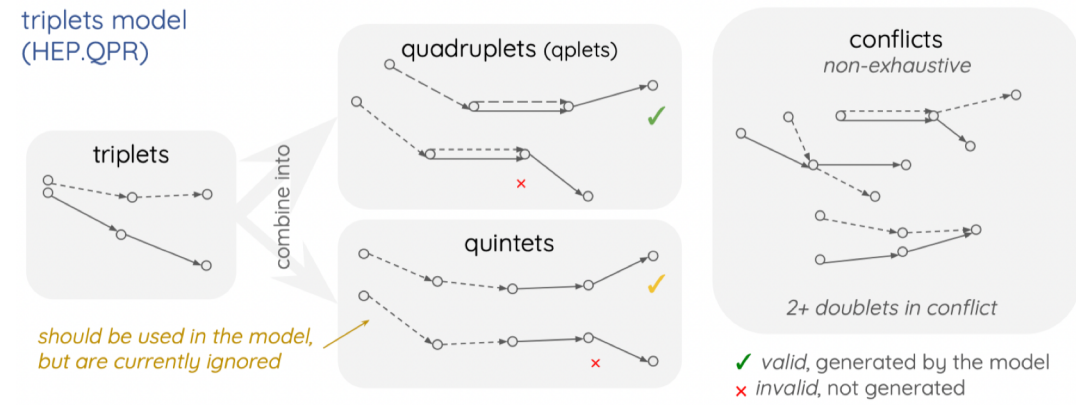 triplets model
(HEP.QPR)
triplets
combine into
quadruplets (qplets)
quintets
should be used in the model,
but are currently ignored
conflicts
non-exhaustive
2+ doublets in conflict
✓ valid, generated by the model
× invalid, not generated